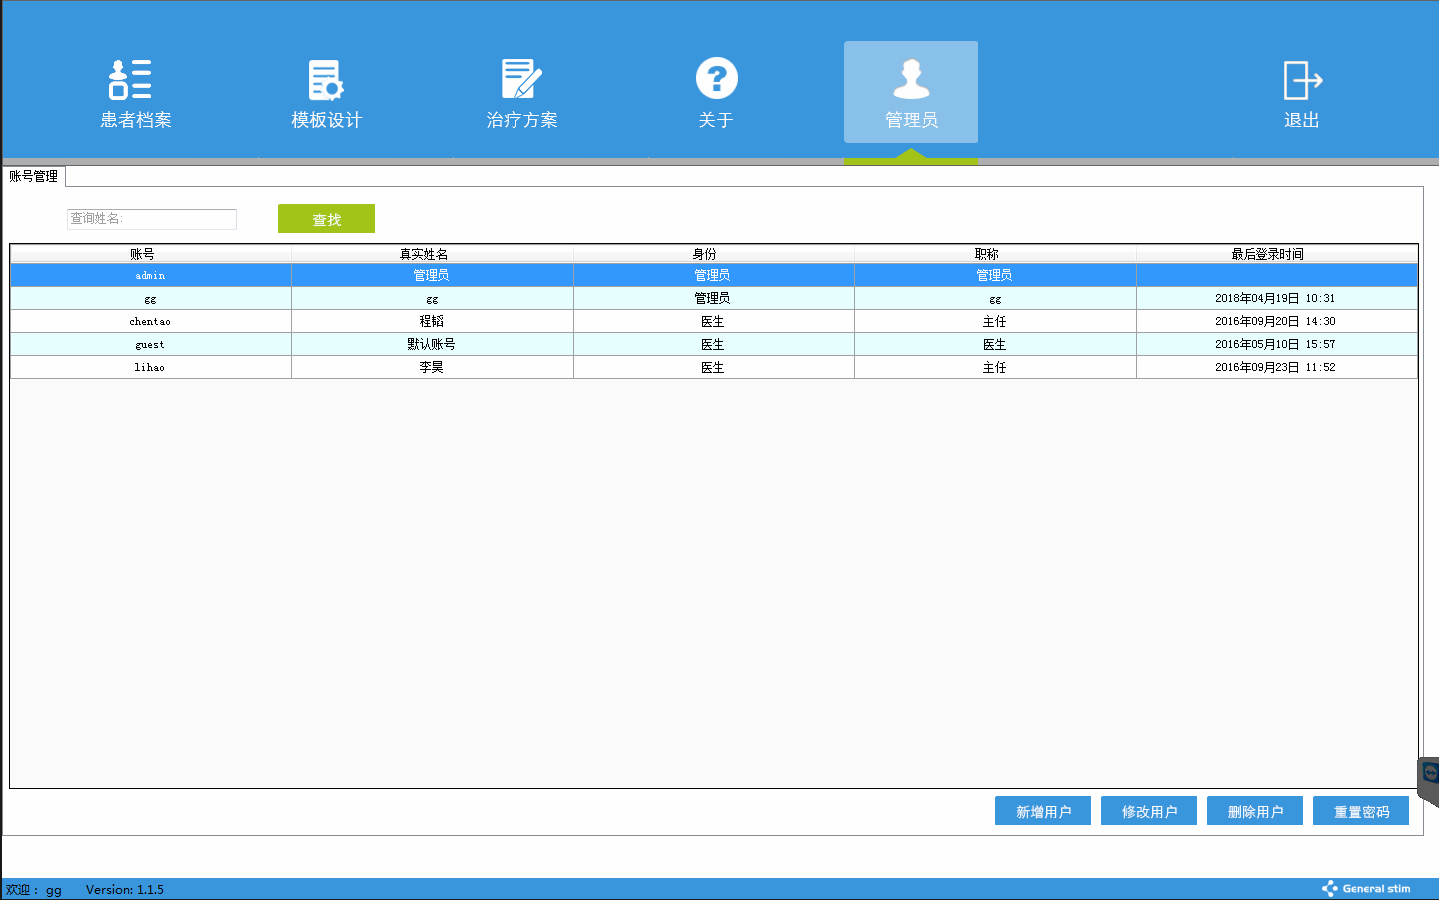 患者档案 模板设计 治疗方案 关于 管理员 退出
账号管理
查询姓名: 查找
账号 真实姓名 身份 职称 最后登录时间
admin 管理员 管理员 管理员
gg gg 管理员 gg 2018年04月19日 10:31
chentao 程韬 医生 主任 2016年09月20日 14:30
guest 默认账号 医生 医生 2016年05月10日 15:57
lihao 李昊 医生 主任 2016年09月23日 11:52
新增用户 修改用户 删除用户 重置密码
欢迎： gg Version: 1.1.5 General stim